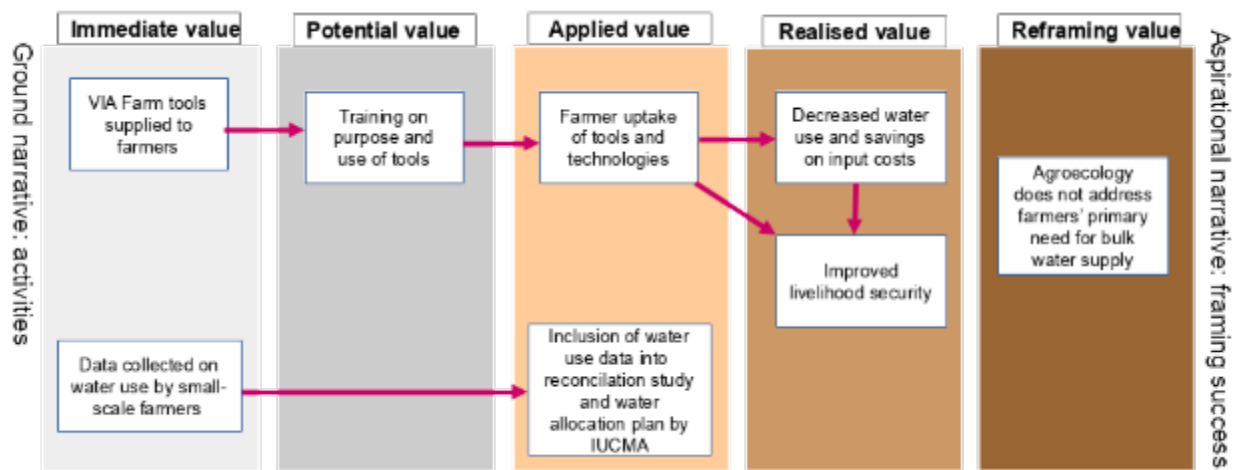 Immediate value
Potential value
Applied value
Realised value
Reframing value
Ground narrative: activities
VIA Farm tools
supplied to
farmers
Training on
purpose and
use of tools
Farmer uptake
of tools and
technologies
Decreased water
use and savings
on input costs
Improved
livelihood security
Agroecology
does not address
farmers' primary
need for bulk
water supply
Data collected on
water use by small-
scale farmers
Inclusion of water
use data into
reconcilation study
and water
allocation plan by
IUCMA
Aspirational narrative: framing success